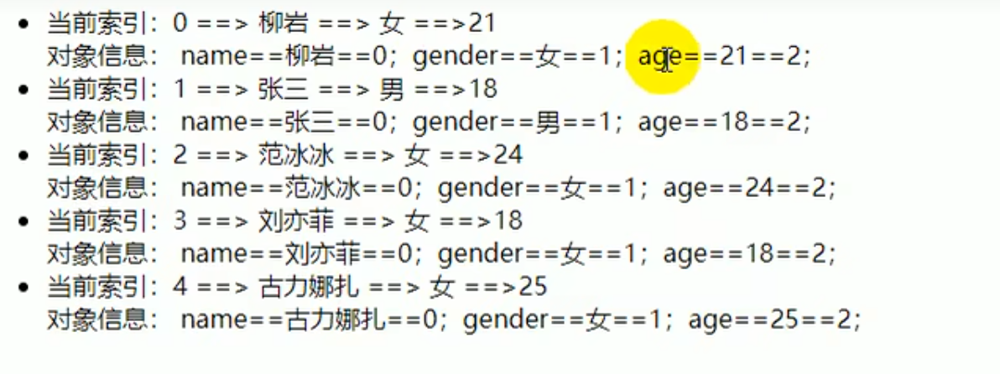 当前索引：0 ==> 柳岩 ==> 女 ==>21
对象信息： name==柳岩==0；gender==女==1；age==21==2；
当前索引：1 ==> 张三 ==> 男 ==>18
对象信息： name==张三==0；gender==男==1；age==18==2；
当前索引：2 ==> 范冰冰 ==> 女 ==>24
对象信息： name==范冰冰==0；gender==女==1；age==24==2；
当前索引：3 ==> 刘亦菲 ==> 女 ==>18
对象信息： name==刘亦菲==0；gender==女==1；age==18==2；
当前索引：4 ==> 古力娜扎 ==> 女 ==>25
对象信息： name==古力娜扎==0；gender==女==1；age==25==2；